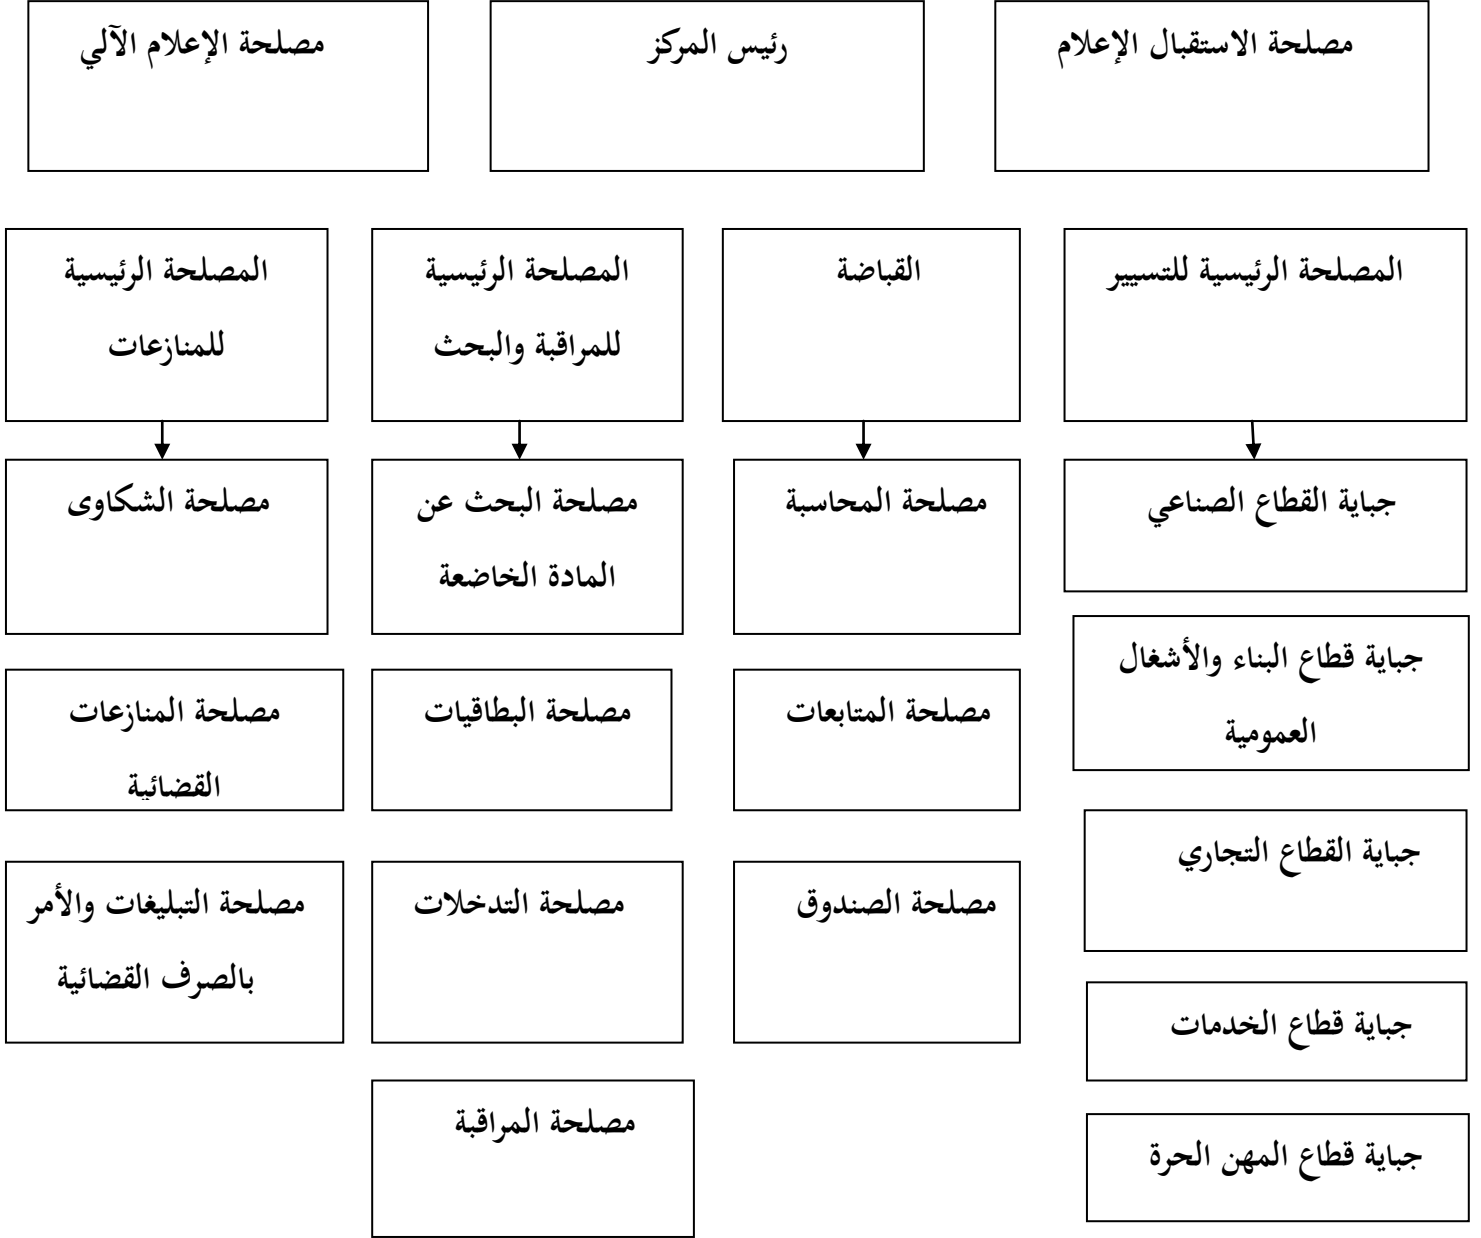 مصلحة الاستقبال الإعلام
رئيس المركز
مصلحة الإعلام الآلي
المصلحة الرئيسية للتسيير
القباضة
المصلحة الرئيسية
للمراقبة والبحث
المصلحة الرئيسية
للمنازعات
جباية القطاع الصناعي
مصلحة المحاسبة
مصلحة البحث عن
المادة الخاضعة
مصلحة الشكاوى
جباية قطاع البناء والأشغال
العمومية
مصلحة المتابعات
مصلحة البطاقيات
مصلحة المنازعات
القضائية
جباية القطاع التجاري
مصلحة الصندوق
مصلحة التدخلات
مصلحة التبليغات والأمر
بالصرف القضائية
جباية قطاع الخدمات
مصلحة المراقبة
جباية قطاع المهن الحرة